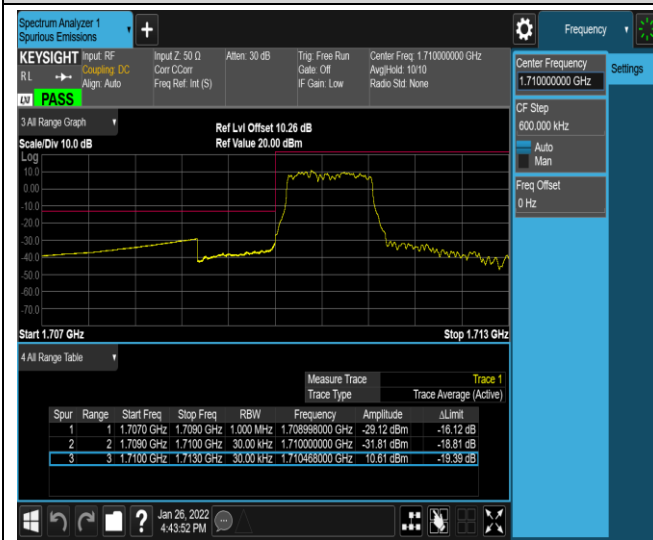 Spectrum Analyzer 1
Spurious Emissions
Frequency
KEYSIGHT
R L
LXI
PASS
Input: RF
Coupling: DC
Align: Auto
Input Z: 50 Ω
Corr CCorr
Freq Ref: Int (S)
Atten: 30 dB
Trig: Free Run
Gate: Off
IF Gain: Low
Center Freq: 1.710000000 GHz
Avg|Hold: 10/10
Radio Std: None
Center Frequency
1.710000000 GHz
Settings
CF Step
600.000 kHz
Auto
Man
Freq Offset
0 Hz
3 All Range Graph
Scale/Div 10.0 dB
Ref Lvl Offset 10.26 dB
Ref Value 20.00 dBm
Log
10.0
0.00
-10.0
-20.0
-30.0
-40.0
-50.0
-60.0
-70.0
Start 1.707 GHz
Stop 1.713 GHz
4 All Range Table
Measure Trace Trace 1
Trace Type Trace Average (Active)
Spur Range Start Freq Stop Freq RBW Frequency Amplitude ΔLimit
1 1 1.7070 GHz 1.7090 GHz 1.000 MHz 1.708998000 GHz -29.12 dBm -16.12 dB
2 2 1.7090 GHz 1.7100 GHz 30.00 kHz 1.710000000 GHz -31.81 dBm -18.81 dB
3 3 1.7100 GHz 1.7130 GHz 30.00 kHz 1.710468000 GHz 10.61 dBm -19.39 dB
Jan 26, 2022
4:43:52 PM